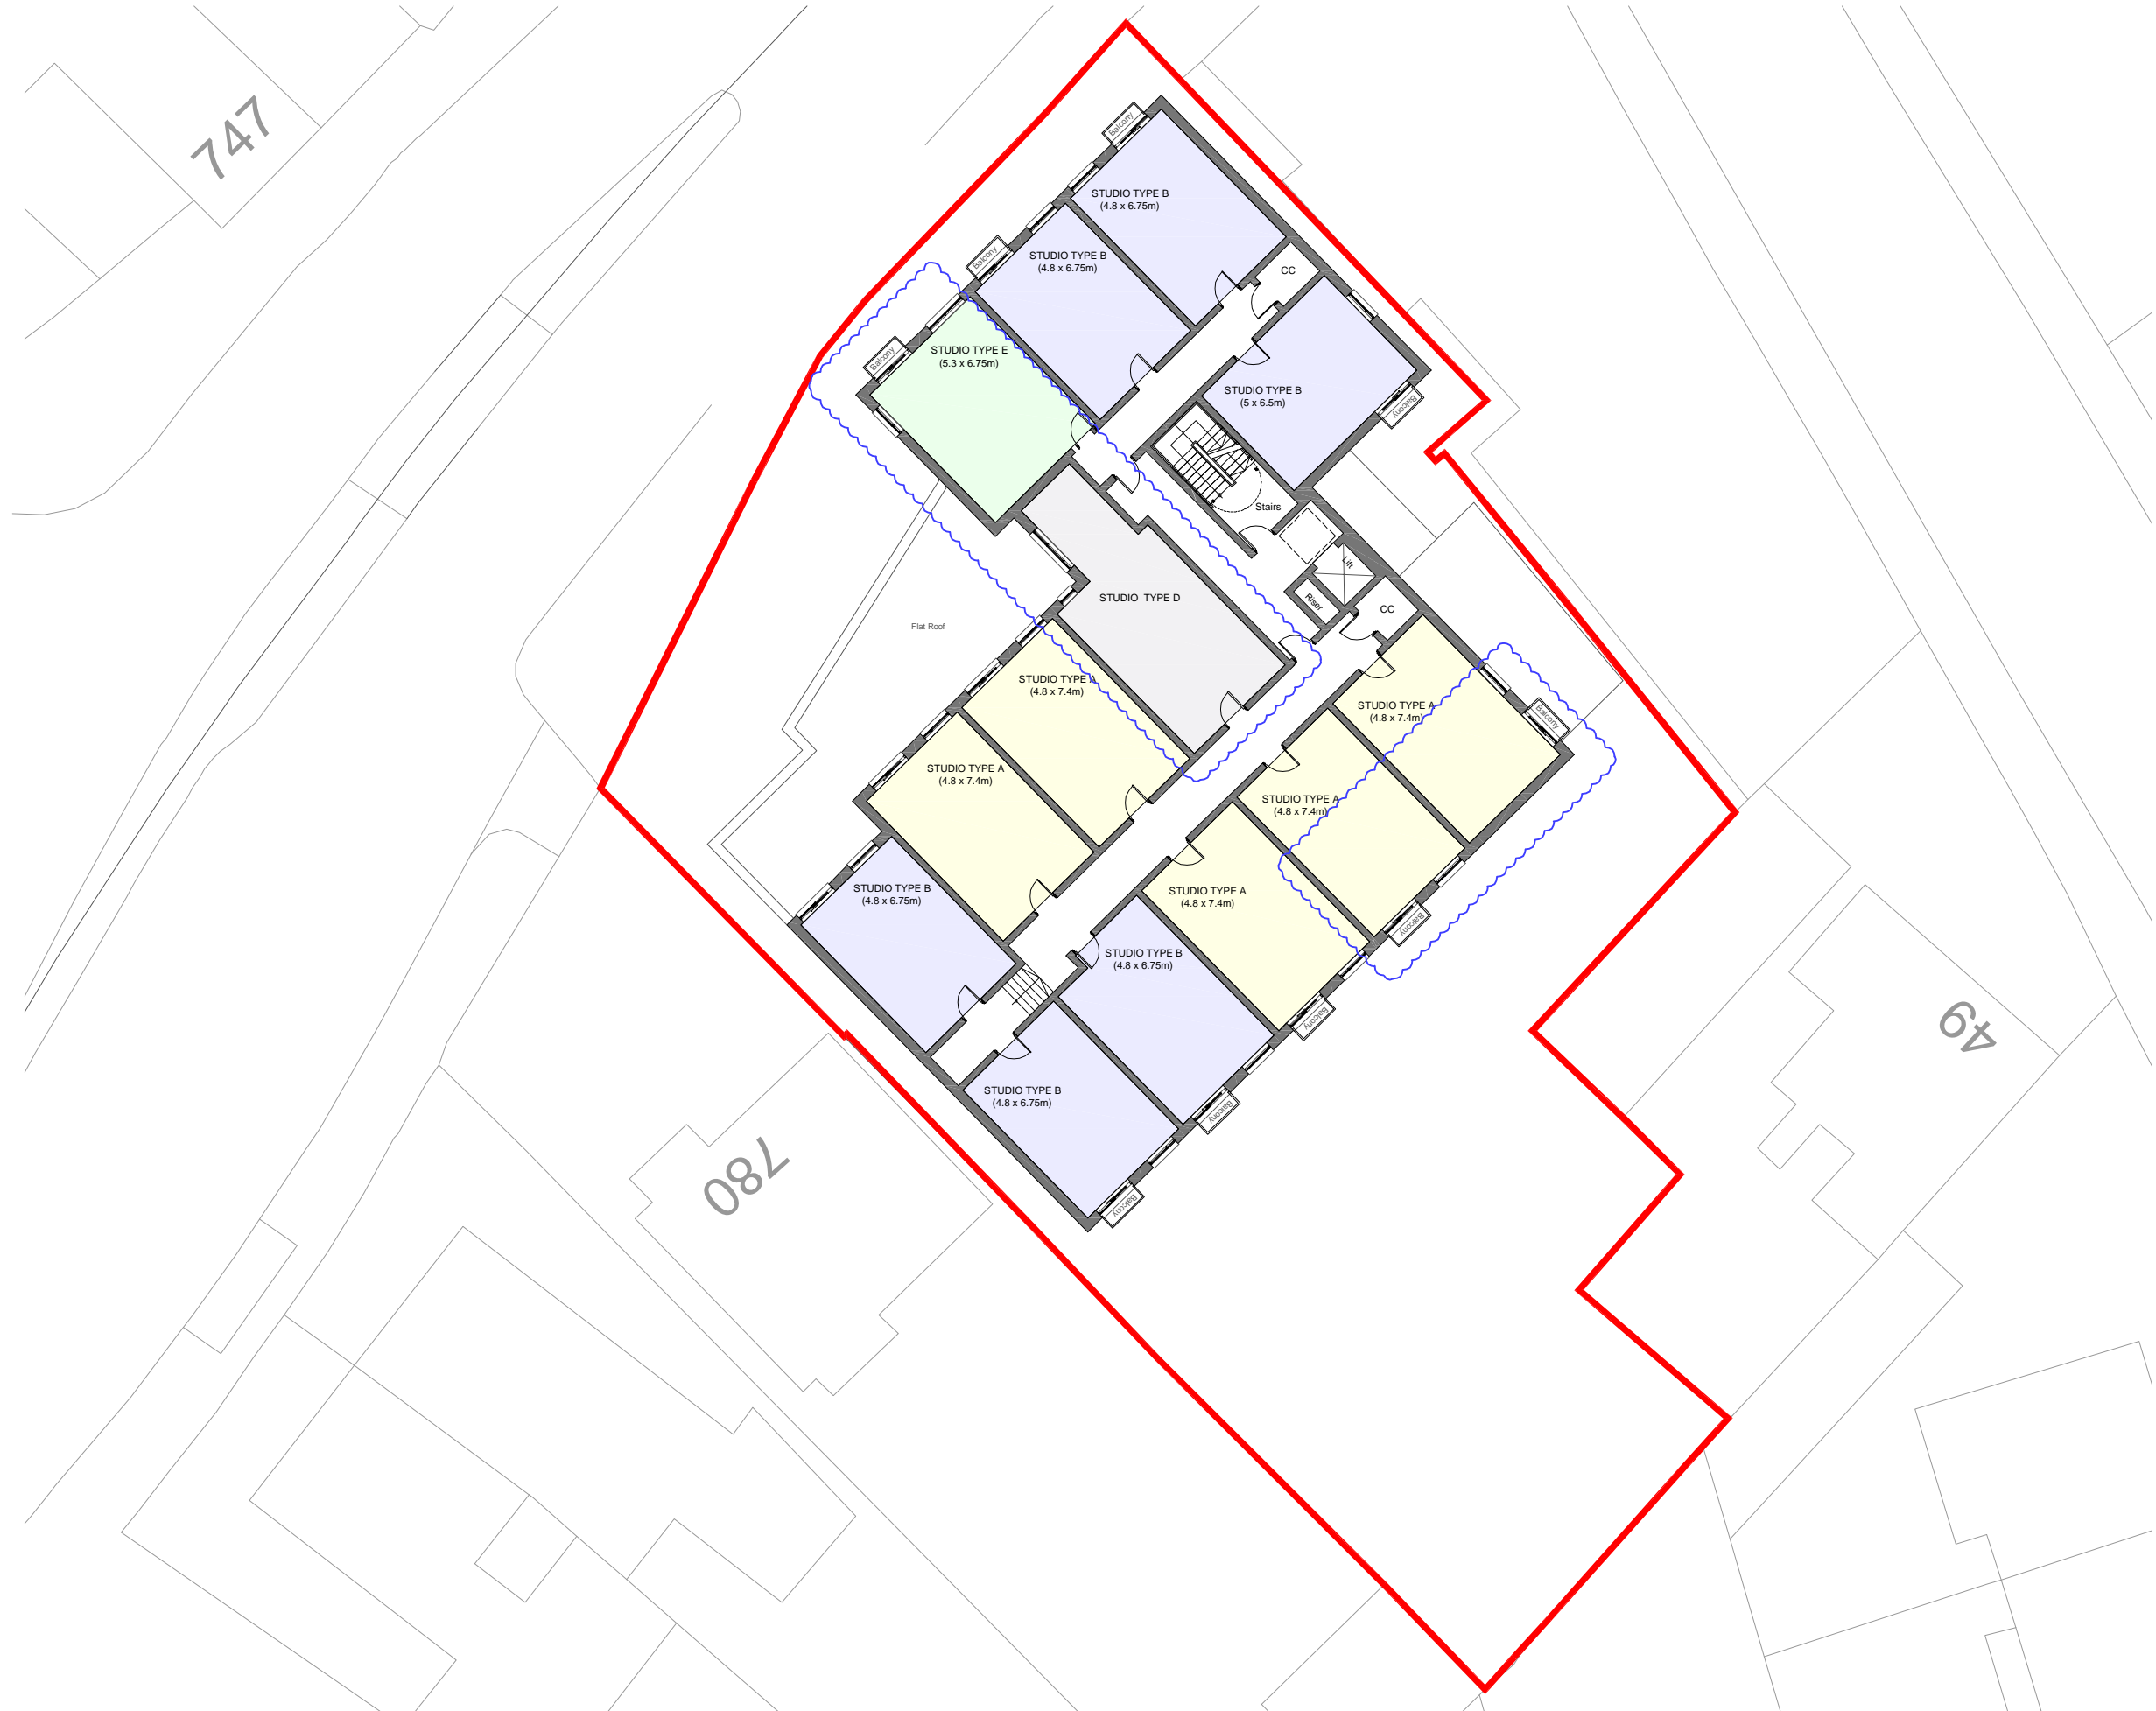 747
Balcony
STUDIO TYPE B
(4.8 x 6.75m)
Balcony
STUDIO TYPE B
(4.8 x 6.75m)
CC
Balcony
STUDIO TYPE E
(5.3 x 6.75m)
STUDIO TYPE B
(5 x 6.5m)
Balcony
Stairs
Lift
Riser
CC
STUDIO TYPE D
Flat Roof
STUDIO TYPE A
(4.8 x 7.4m)
STUDIO TYPE A
(4.8 x 7.4m)
Balcony
STUDIO TYPE A
(4.8 x 7.4m)
STUDIO TYPE A
(4.8 x 7.4m)
STUDIO TYPE B
(4.8 x 6.75m)
STUDIO TYPE A
(4.8 x 7.4m)
Balcony
STUDIO TYPE B
(4.8 x 6.75m)
Balcony
49
STUDIO TYPE B
(4.8 x 6.75m)
Balcony
780
Balcony